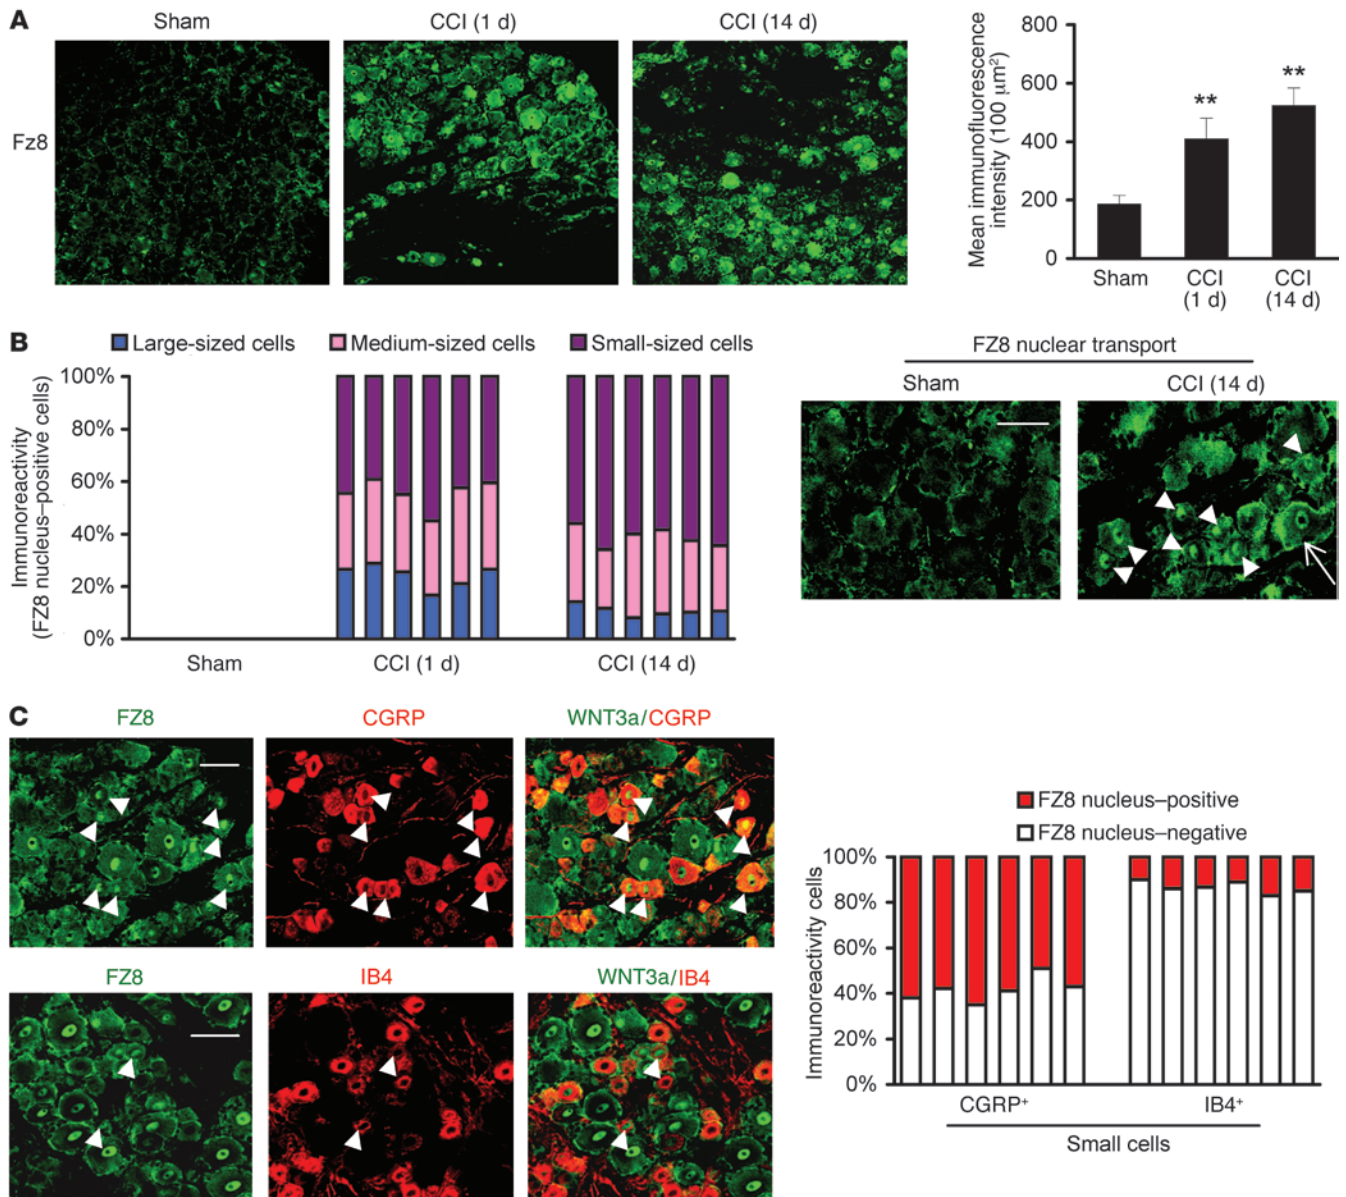 A
Sham
CCI (1 d)
CCI (14 d)
Fz8
Mean immunofluorescence
intensity (100 μm²)
800
600
400
200
0
**
**
Sham
CCI
(1 d)
CCI
(14 d)
B
Large-sized cells
Medium-sized cells
Small-sized cells
Immunoreactivity
(FZ8 nucleus–positive cells)
100%
80%
60%
40%
20%
0%
Sham
CCI (1 d)
CCI (14 d)
FZ8 nuclear transport
Sham
CCI (14 d)
C
FZ8
CGRP
WNT3a/CGRP
FZ8
IB4
WNT3a/IB4
FZ8 nucleus–positive
FZ8 nucleus–negative
Immunoreactivity cells
100%
80%
60%
40%
20%
0%
CGRP⁺
IB4⁺
Small cells